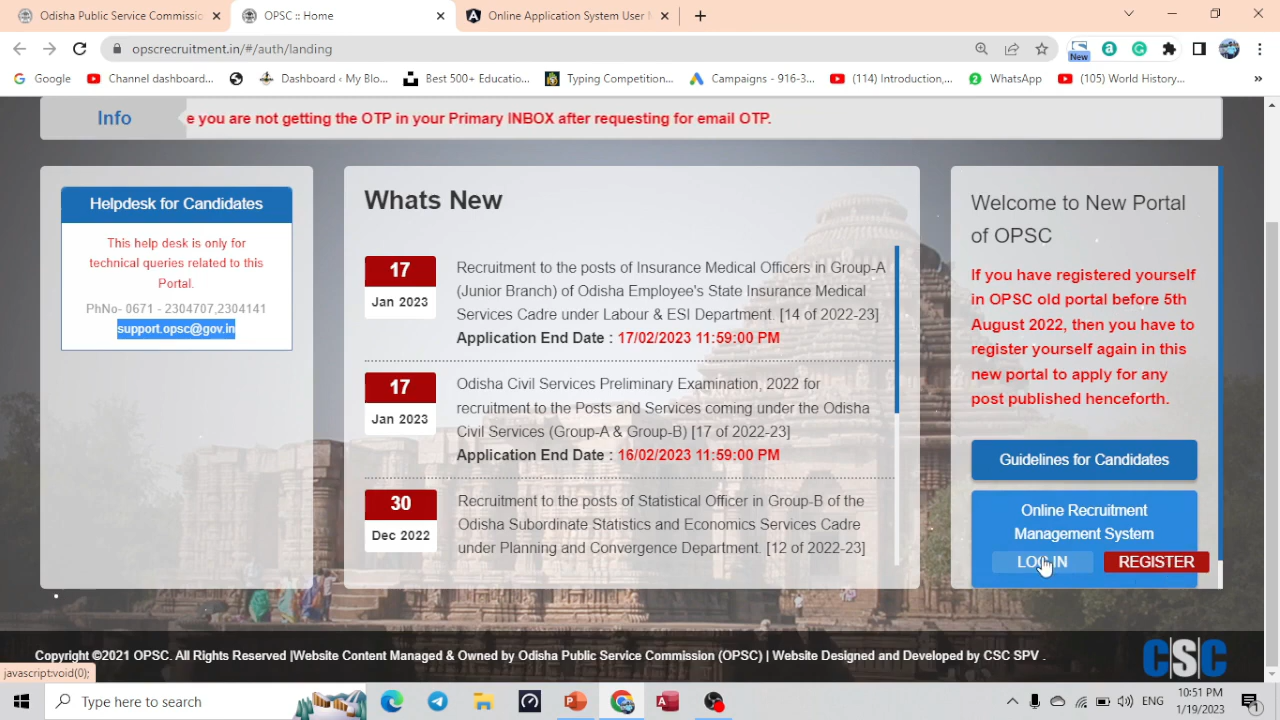 Odisha Public Service Commissio
OPSC :: Home
Online Application System User M
opscrecruitment.in/#/auth/landing
New
Google
Channel dashboard...
Dashboard ‹ My Blo...
Best 500+ Educatio...
Typing Competition...
Campaigns - 916-3...
(114) Introduction,...
WhatsApp
(105) World History...
»
Info
e you are not getting the OTP in your Primary INBOX after requesting for email OTP.
Helpdesk for Candidates
This help desk is only for
technical queries related to this
Portal.
PhNo- 0671 - 2304707,2304141
support.opsc@gov.in
Whats New
17
Jan 2023
Recruitment to the posts of Insurance Medical Officers in Group-A
(Junior Branch) of Odisha Employee's State Insurance Medical
Services Cadre under Labour & ESI Department. [14 of 2022-23]
Application End Date : 17/02/2023 11:59:00 PM
17
Jan 2023
Odisha Civil Services Preliminary Examination, 2022 for
recruitment to the Posts and Services coming under the Odisha
Civil Services (Group-A & Group-B) [17 of 2022-23]
Application End Date : 16/02/2023 11:59:00 PM
30
Dec 2022
Recruitment to the posts of Statistical Officer in Group-B of the
Odisha Subordinate Statistics and Economics Services Cadre
under Planning and Convergence Department. [12 of 2022-23]
Welcome to New Portal
of OPSC
If you have registered yourself
in OPSC old portal before 5th
August 2022, then you have to
register yourself again in this
new portal to apply for any
post published henceforth.
Guidelines for Candidates
Online Recruitment
Management System
LOGIN
REGISTER
Copyright ©2021 OPSC. All Rights Reserved |Website Content Managed & Owned by Odisha Public Service Commission (OPSC) | Website Designed and Developed by CSC SPV .
CSC
javascript:void(0);
Type here to search
ENG
10:51 PM
1/19/2023
1